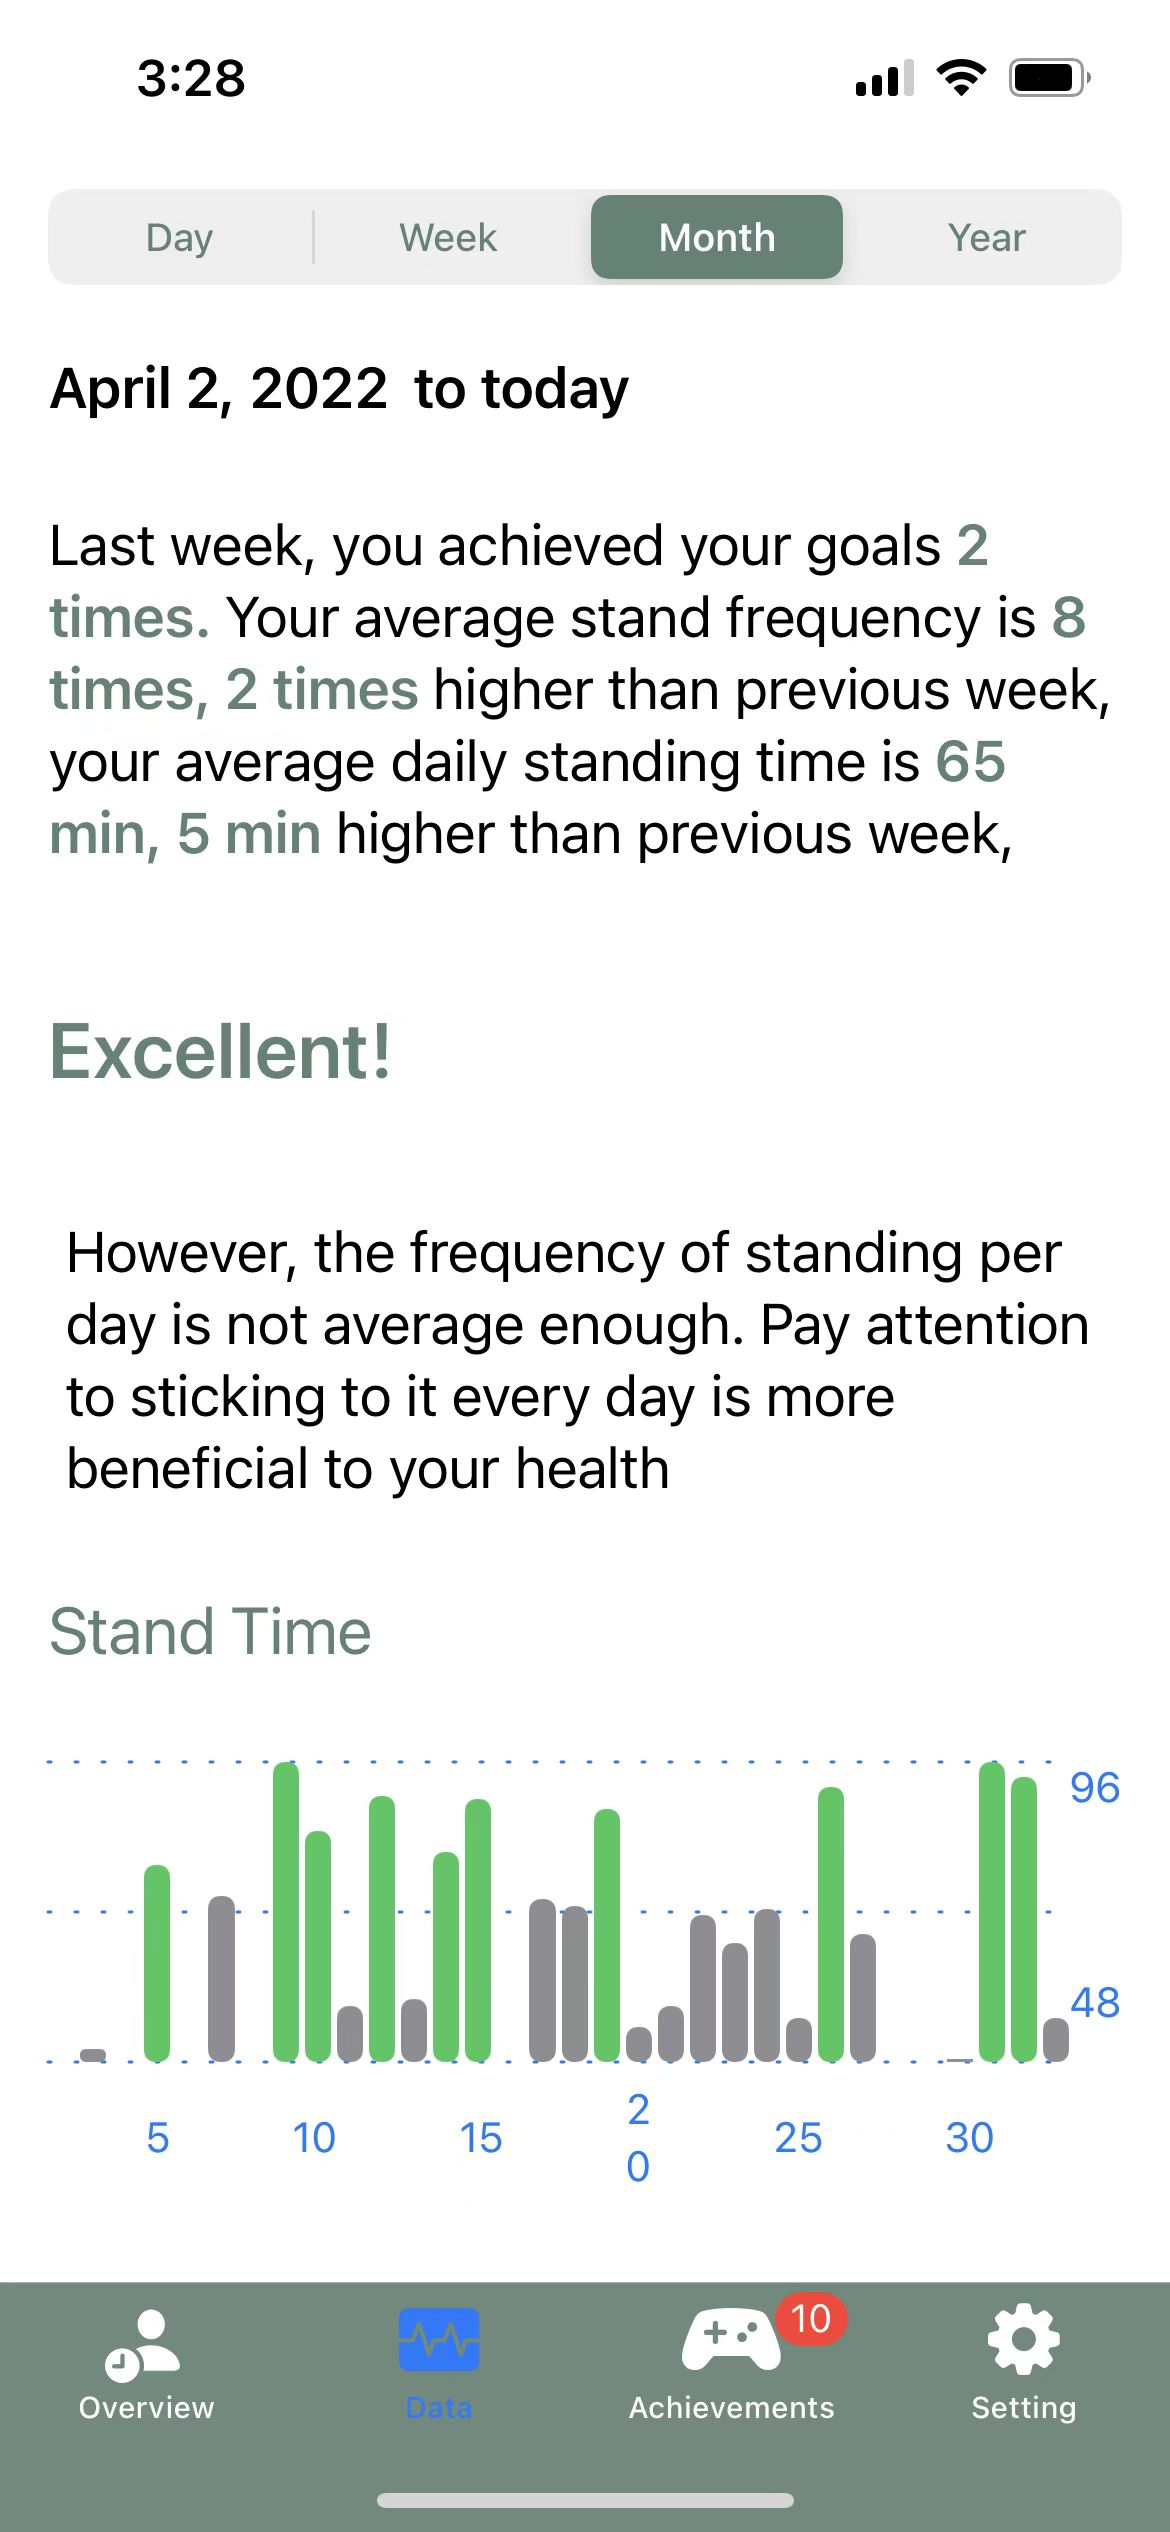 3:28
Day Week Month Year
April 2, 2022 to today
Last week, you achieved your goals 2
times. Your average stand frequency is 8
times, 2 times higher than previous week,
your average daily standing time is 65
min, 5 min higher than previous week,
Excellent!
However, the frequency of standing per
day is not average enough. Pay attention
to sticking to it every day is more
beneficial to your health
Stand Time
96
48
5 10 15 20 25 30
10
Overview Data Achievements Setting